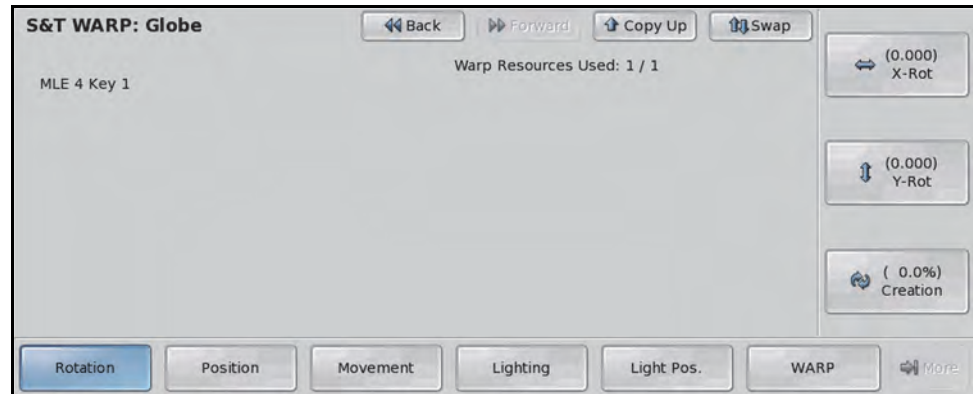 S&T WARP: Globe
Back
Forward
Copy Up
Swap
Warp Resources Used: 1 / 1
MLE 4 Key 1
(0.000)
X-Rot
(0.000)
Y-Rot
( 0.0%)
Creation
Rotation
Position
Movement
Lighting
Light Pos.
WARP
More